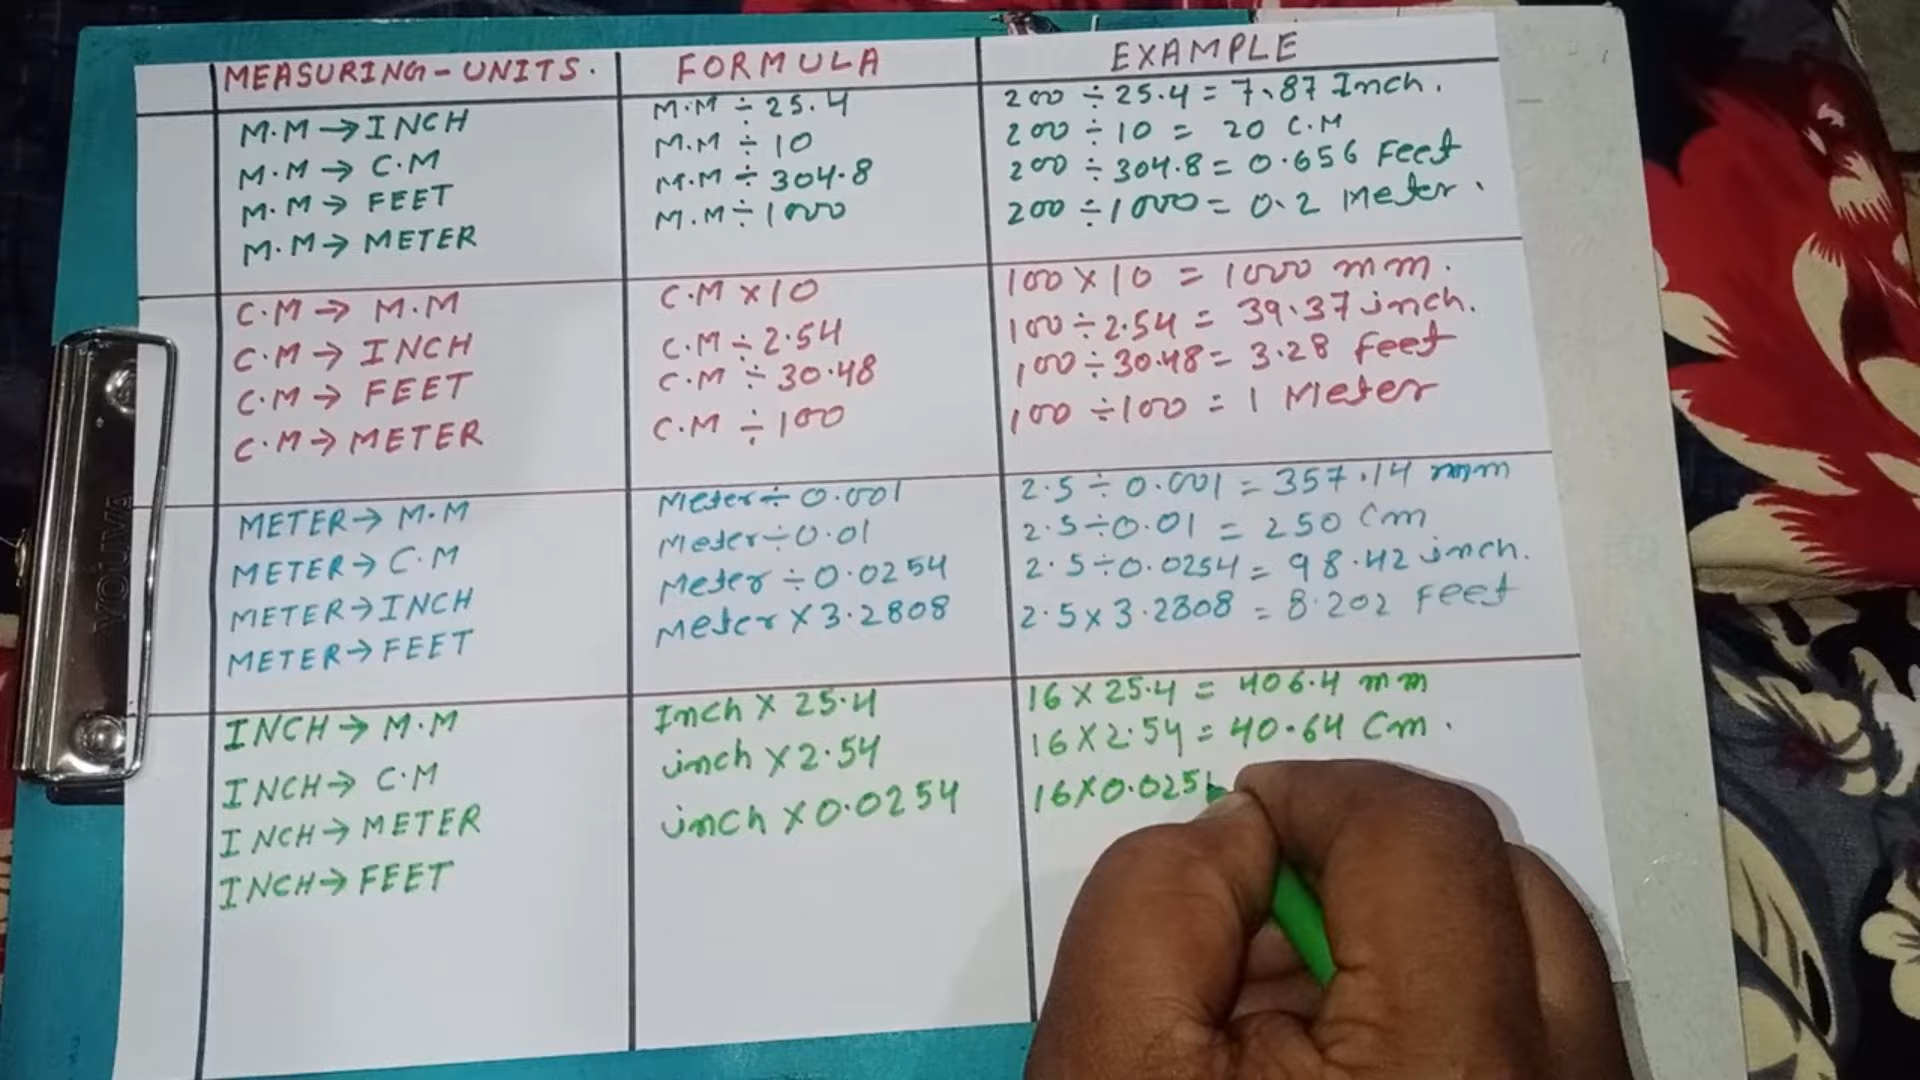 MEASURING-UNITS. FORMULA EXAMPLE
M.M → INCH M.M ÷ 25.4 200 ÷ 25.4 = 7.87 Inch.
M.M → C.M M.M ÷ 10 200 ÷ 10 = 20 C.M
M.M → FEET M.M ÷ 304.8 200 ÷ 304.8 = 0.656 Feet
M.M → METER M.M ÷ 1000 200 ÷ 1000 = 0.2 Meter.
C.M → M.M C.M × 10 100 × 10 = 1000 mm.
C.M → INCH C.M ÷ 2.54 100 ÷ 2.54 = 39.37 inch.
C.M → FEET C.M ÷ 30.48 100 ÷ 30.48 = 3.28 Feet
C.M → METER C.M ÷ 100 100 ÷ 100 = 1 Meter
METER → M.M Meter ÷ 0.001 2.5 ÷ 0.001 = 357.14 mm
METER → C.M Meter ÷ 0.01 2.5 ÷ 0.01 = 250 Cm
METER → INCH Meter ÷ 0.0254 2.5 ÷ 0.0254 = 98.42 inch.
METER → FEET Meter × 3.2808 2.5 × 3.2808 = 8.202 Feet
INCH → M.M Inch × 25.4 16 × 25.4 = 406.4 mm
INCH → C.M inch × 2.54 16 × 2.54 = 40.64 Cm.
INCH → METER inch × 0.0254 16 × 0.025
INCH → FEET
YOUVA